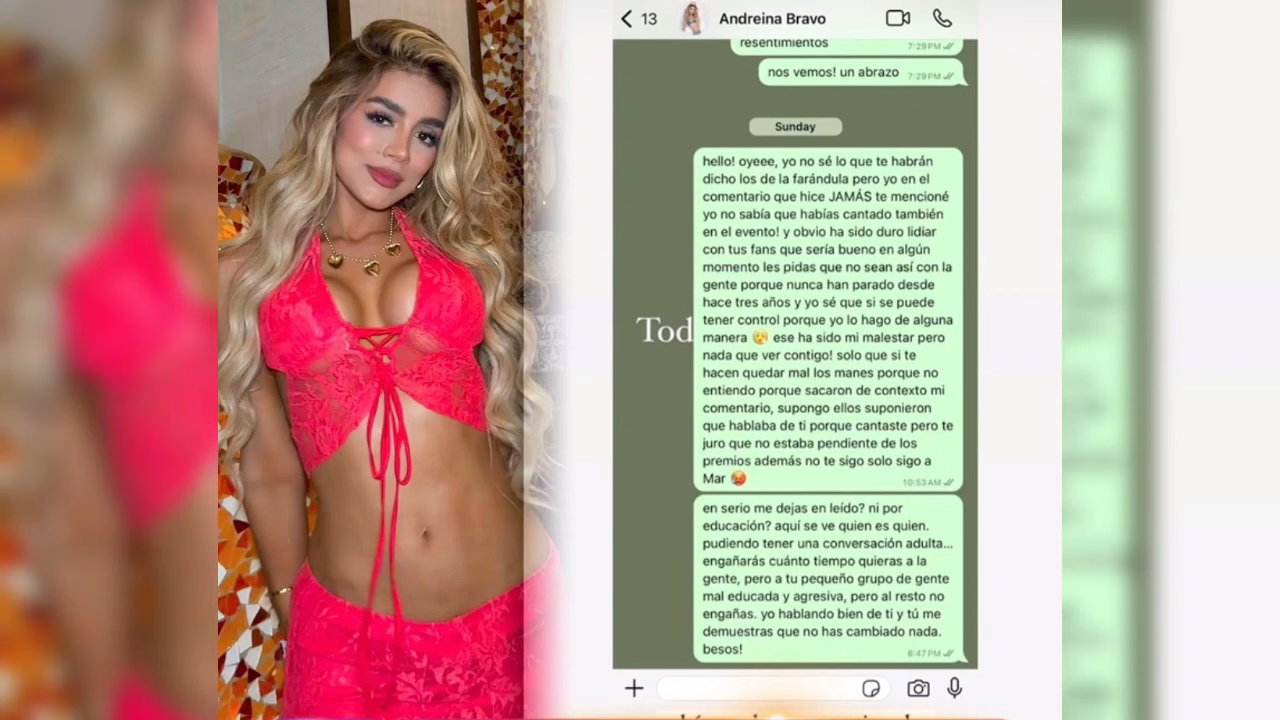 13
Andreina Bravo
resentimientos
7:29 PM
nos vemos! un abrazo
7:29 PM
Sunday
hello! oyeee, yo no sé lo que te habrán
dicho los de la farándula pero yo en el
comentario que hice JAMÁS te mencioné
yo no sabía que habías cantado también
en el evento! y obvio ha sido duro lidiar
con tus fans que sería bueno en algún
momento les pidas que no sean así con la
gente porque nunca han parado desde
hace tres años y yo sé que si se puede
tener control porque yo lo hago de alguna
manera 🫣 ese ha sido mi malestar pero
nada que ver contigo! solo que si te
hacen quedar mal los manes porque no
entiendo porque sacaron de contexto mi
comentario, supongo ellos suponieron
que hablaba de ti porque cantaste pero te
juro que no estaba pendiente de los
premios además no te sigo solo sigo a
Mar 🥵
10:53 AM
Tod
en serio me dejas en leído? ni por
educación? aquí se ve quien es quien.
pudiendo tener una conversación adulta...
engañarás cuánto tiempo quieras a la
gente, pero a tu pequeño grupo de gente
mal educada y agresiva, pero al resto no
engañas. yo hablando bien de ti y tú me
demuestras que no has cambiado nada.
besos!
6:47 PM